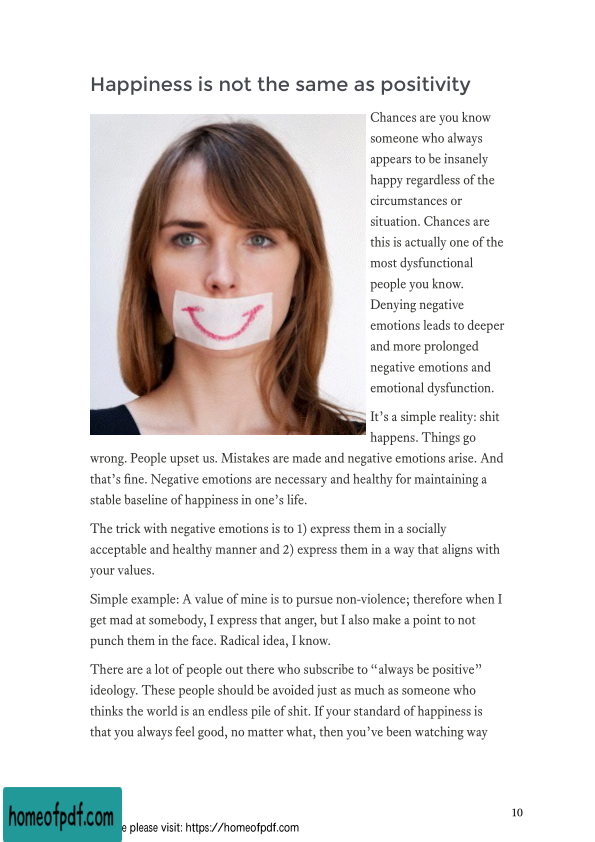 Happiness is not the same as positivity
Chances are you know
someone who always
appears to be insanely
happy regardless of the
circumstances or
situation. Chances are
this is actually one of the
most dysfunctional
people you know.
Denying negative
emotions leads to deeper
and more prolonged
negative emotions and
emotional dysfunction.
It’s a simple reality: shit
happens. Things go
wrong. People upset us. Mistakes are made and negative emotions arise. And
that’s fine. Negative emotions are necessary and healthy for maintaining a
stable baseline of happiness in one’s life.
The trick with negative emotions is to 1) express them in a socially
acceptable and healthy manner and 2) express them in a way that aligns with
your values.
Simple example: A value of mine is to pursue non-violence; therefore when I
get mad at somebody, I express that anger, but I also make a point to not
punch them in the face. Radical idea, I know.
There are a lot of people out there who subscribe to “always be positive”
ideology. These people should be avoided just as much as someone who
thinks the world is an endless pile of shit. If your standard of happiness is
that you always feel good, no matter what, then you’ve been watching way
10
homeofpdf.com
e please visit: https://homeofpdf.com